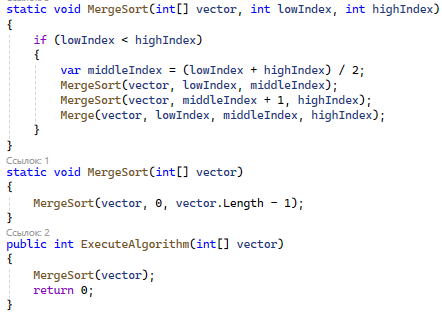 static void MergeSort(int[] vector, int lowIndex, int highIndex)
{
    if (lowIndex < highIndex)
    {
        var middleIndex = (lowIndex + highIndex) / 2;
        MergeSort(vector, lowIndex, middleIndex);
        MergeSort(vector, middleIndex + 1, highIndex);
        Merge(vector, lowIndex, middleIndex, highIndex);
    }
}
Ссылок: 1
static void MergeSort(int[] vector)
{
    MergeSort(vector, 0, vector.Length - 1);
}
Ссылок: 2
public int ExecuteAlgorithm(int[] vector)
{
    MergeSort(vector);
    return 0;
}